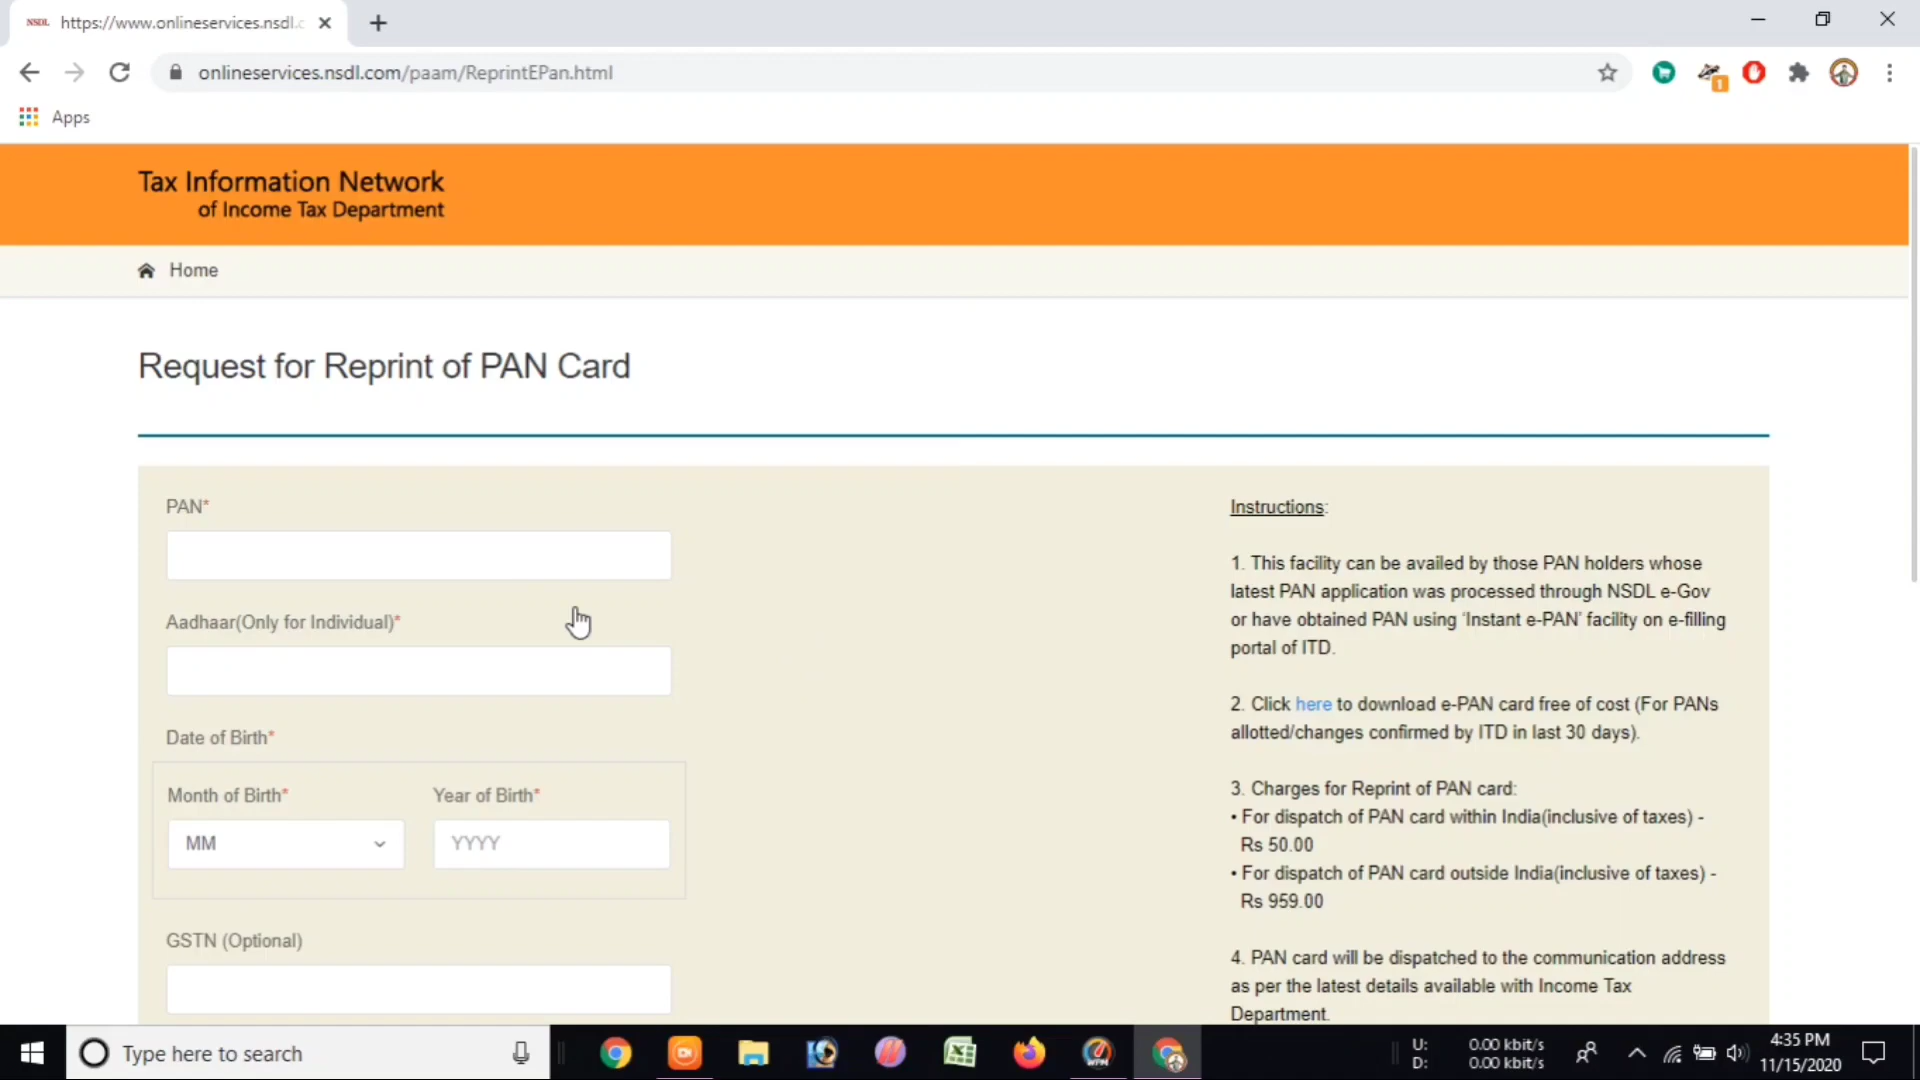 NSDL https://www.onlineservices.nsdl.c
onlineservices.nsdl.com/paam/ReprintEPan.html
1
Apps
Tax Information Network
of Income Tax Department
Home
Request for Reprint of PAN Card
PAN*
Aadhaar(Only for Individual)*
Date of Birth*
Month of Birth*
Year of Birth*
MM
YYYY
GSTN (Optional)
Instructions:
1. This facility can be availed by those PAN holders whose
latest PAN application was processed through NSDL e-Gov
or have obtained PAN using 'Instant e-PAN' facility on e-filling
portal of ITD.
2. Click here to download e-PAN card free of cost (For PANs
allotted/changes confirmed by ITD in last 30 days).
3. Charges for Reprint of PAN card:
• For dispatch of PAN card within India(inclusive of taxes) -
Rs 50.00
• For dispatch of PAN card outside India(inclusive of taxes) -
Rs 959.00
4. PAN card will be dispatched to the communication address
as per the latest details available with Income Tax
Department.
Type here to search
U: 0.00 kbit/s
D: 0.00 kbit/s
4:35 PM
11/15/2020